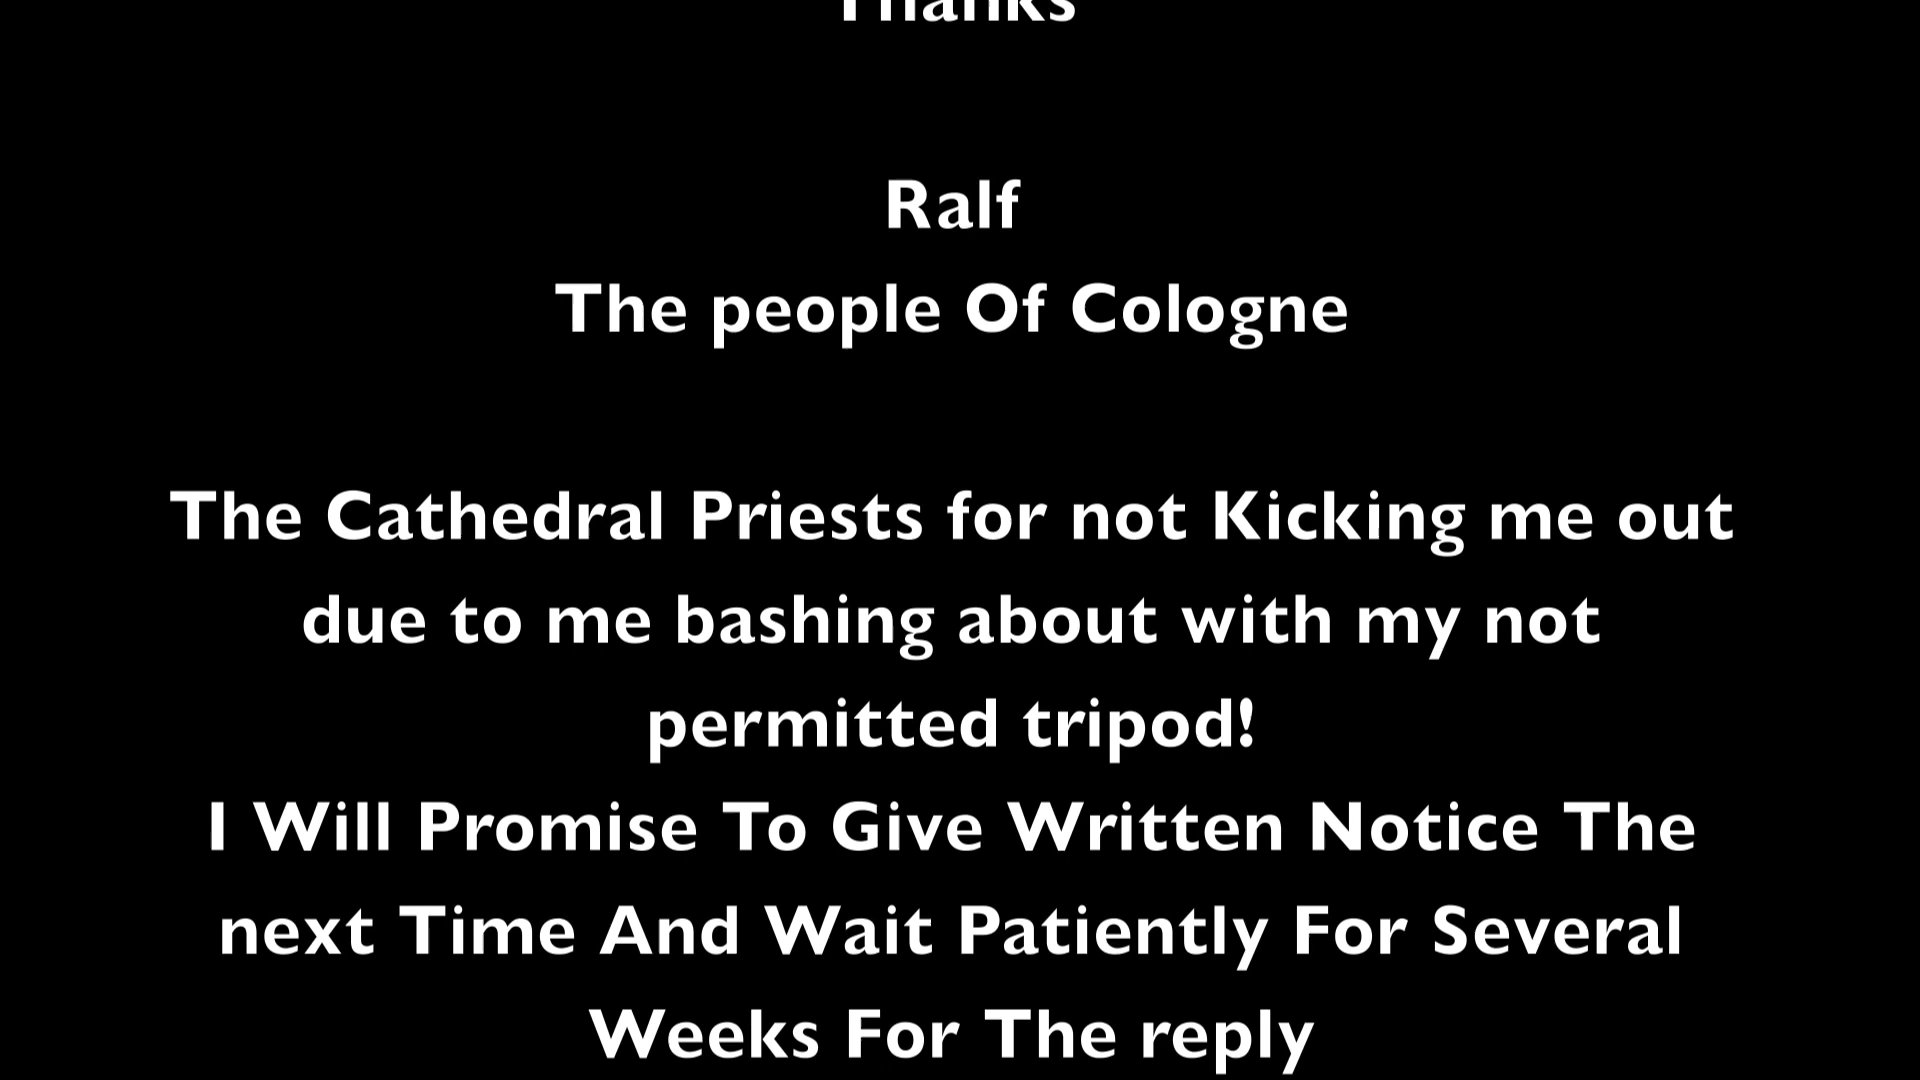 Thanks
Ralf
The people Of Cologne
The Cathedral Priests for not Kicking me out
due to me bashing about with my not
permitted tripod!
I Will Promise To Give Written Notice The
next Time And Wait Patiently For Several
Weeks For The reply